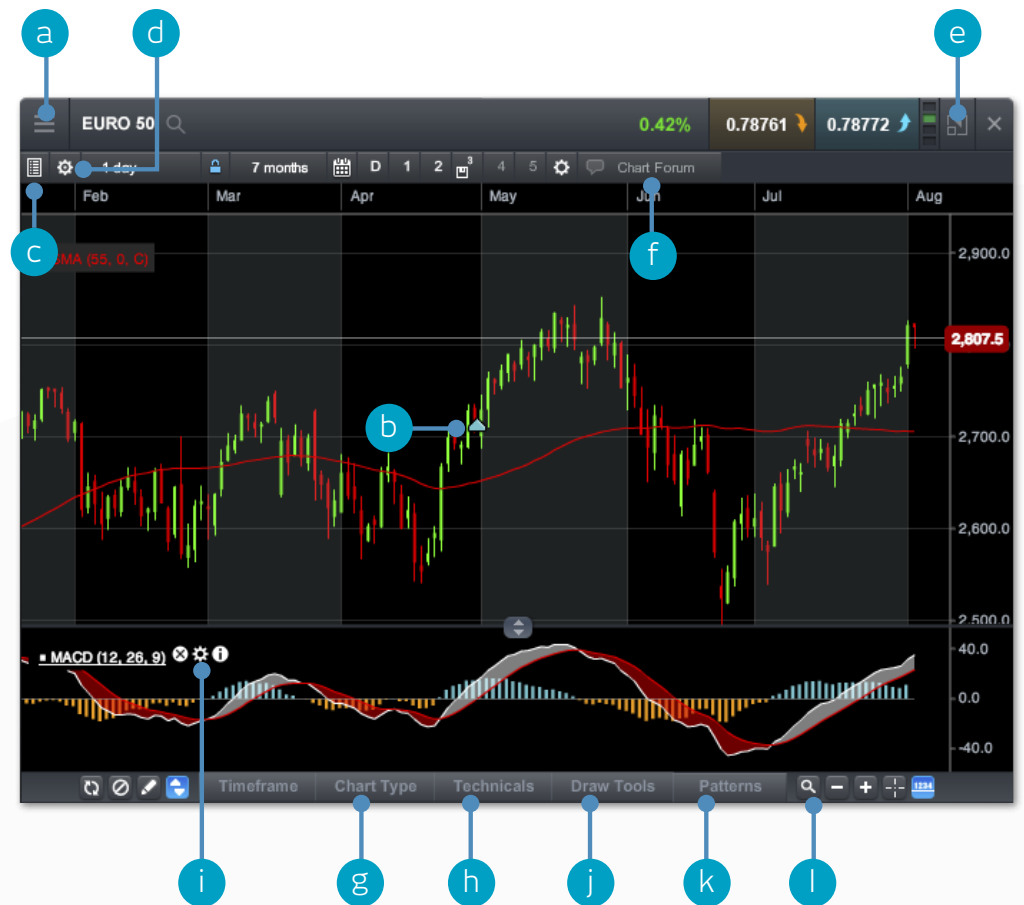 a
d
e
EURO 50
0.42%
0.78761
0.78772
1 day
7 months
D
1
2
3
4
5
Chart Forum
Feb
Mar
Apr
May
Jun
Jul
Aug
c
f
(55, 0, C)
2,900.0
2,807.5
b
2,700.0
2,600.0
2,500.0
MACD (12, 26, 9)
40.0
0.0
-40.0
Timeframe
Chart Type
Technicals
Draw Tools
Patterns
1234
i
g
h
j
k
l